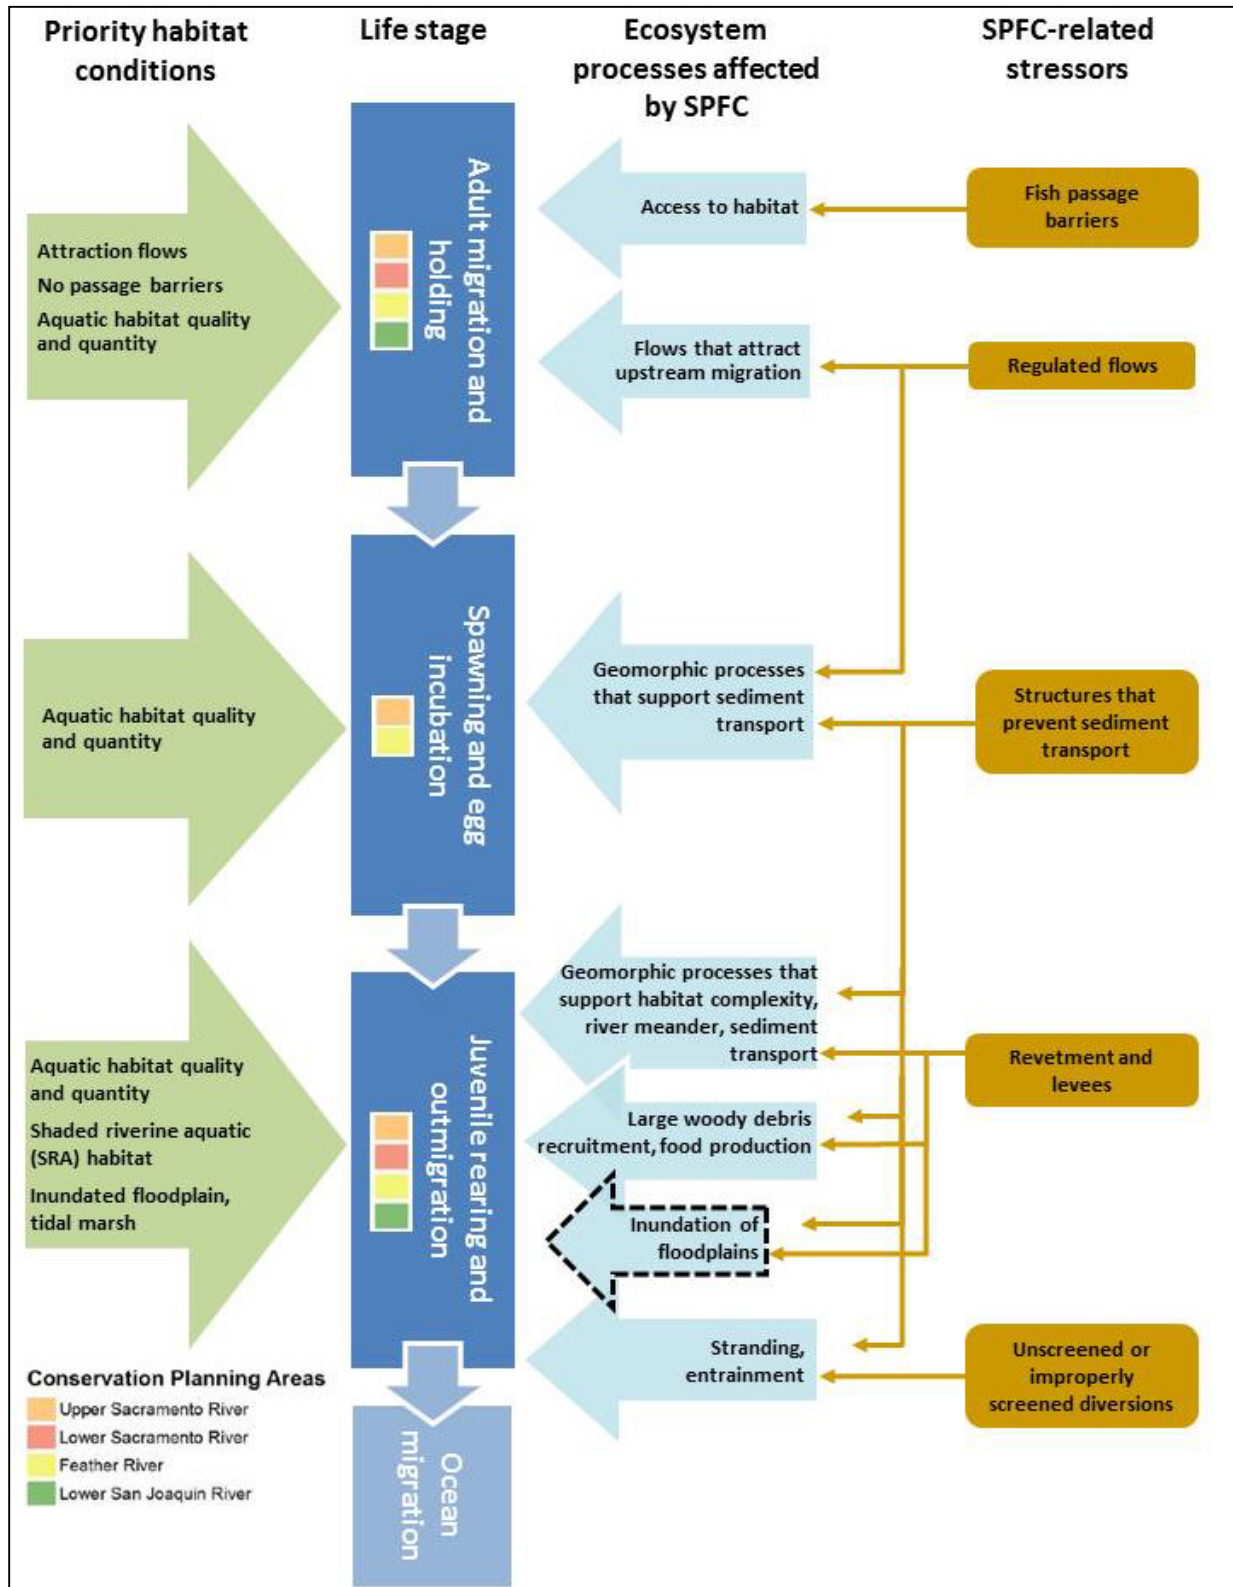 Priority habitat
conditions
Life stage
Ecosystem
processes affected
by SPFC
SPFC-related
stressors
Attraction flows
No passage barriers
Aquatic habitat quality
and quantity
Adult migration and
holding
Access to habitat
Fish passage
barriers
Flows that attract
upstream migration
Regulated flows
Aquatic habitat quality
and quantity
Spawning and egg
incubation
Geomorphic processes
that support sediment
transport
Structures that
prevent sediment
transport
Aquatic habitat quality
and quantity
Shaded riverine aquatic
(SRA) habitat
Inundated floodplain,
tidal marsh
Juvenile rearing and
outmigration
Geomorphic processes that
support habitat complexity,
river meander, sediment
transport
Revetment and
levees
Large woody debris
recruitment, food production
Inundation of
floodplains
Stranding,
entrainment
Unscreened or
improperly
screened diversions
Ocean
migration
Conservation Planning Areas
Upper Sacramento River
Lower Sacramento River
Feather River
Lower San Joaquin River